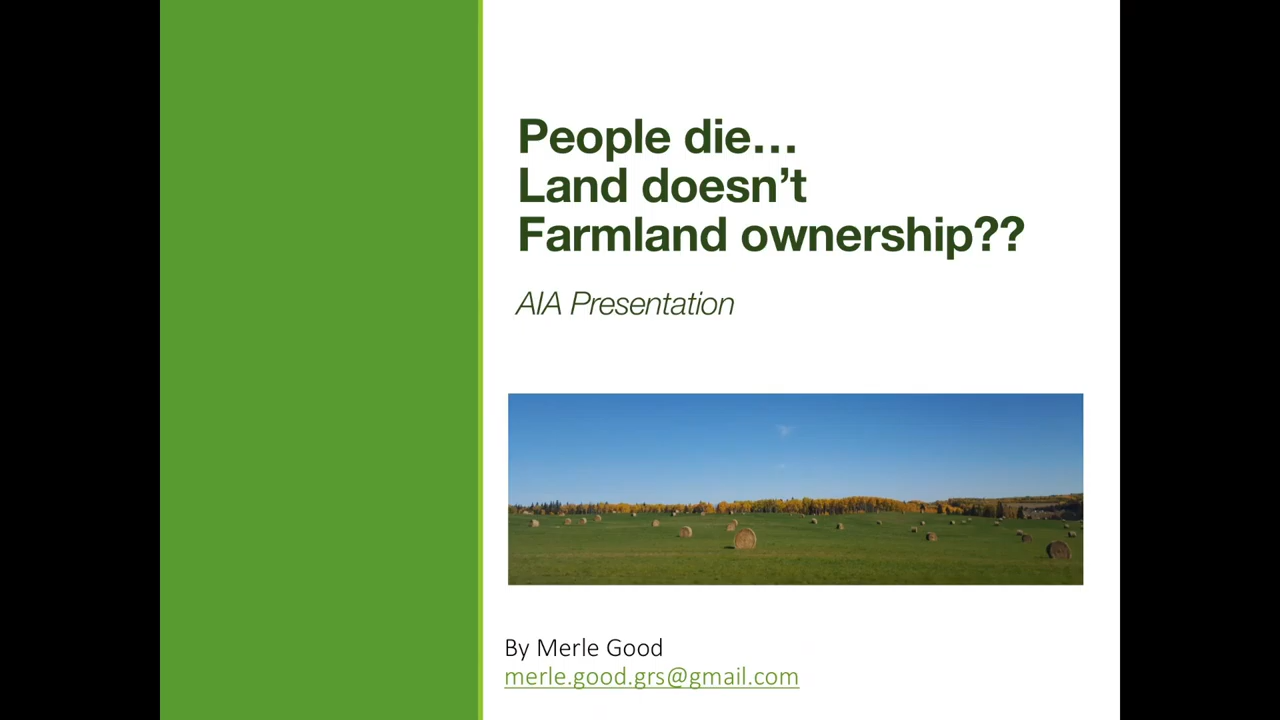 People die…
Land doesn’t
Farmland ownership??
AIA Presentation
By Merle Good
merle.good.grs@gmail.com